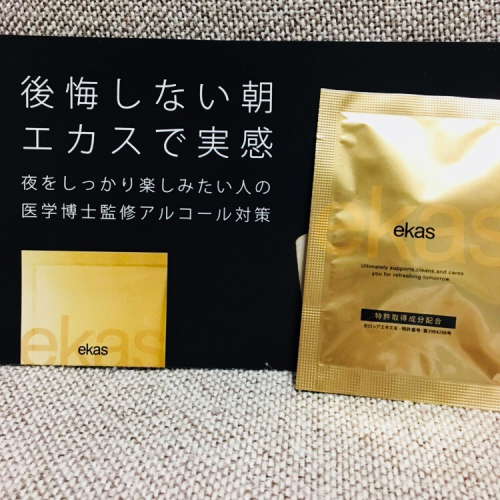 後悔しない朝
エカスで実感
夜をしっかり楽しみたい人の
医学博士監修アルコール対策
ekas
ekas
ekas
ekas
Ultimately supports,cleans,and cares
you for refreshing tomorrow.
特許取得成分配合